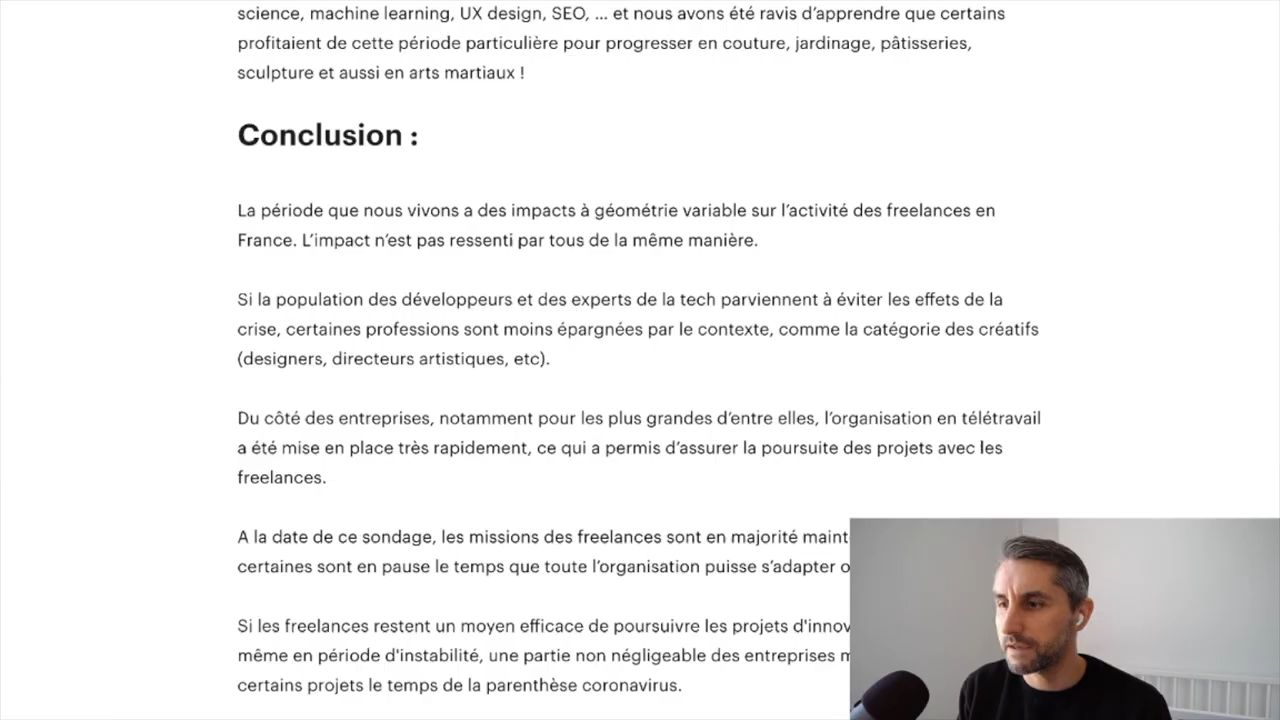 science, machine learning, UX design, SEO, ... et nous avons été ravis d’apprendre que certains
profitaient de cette période particulière pour progresser en couture, jardinage, pâtisseries,
sculpture et aussi en arts martiaux !
Conclusion :
La période que nous vivons a des impacts à géométrie variable sur l’activité des freelances en
France. L’impact n’est pas ressenti par tous de la même manière.
Si la population des développeurs et des experts de la tech parviennent à éviter les effets de la
crise, certaines professions sont moins épargnées par le contexte, comme la catégorie des créatifs
(designers, directeurs artistiques, etc).
Du côté des entreprises, notamment pour les plus grandes d’entre elles, l’organisation en télétravail
a été mise en place très rapidement, ce qui a permis d’assurer la poursuite des projets avec les
freelances.
A la date de ce sondage, les missions des freelances sont en majorité
certaines sont en pause le temps que toute l’organisation puisse s’adapter
Si les freelances restent un moyen efficace de poursuivre les projets
même en période d'instabilité, une partie non négligeable des entreprises
certains projets le temps de la parenthèse coronavirus.